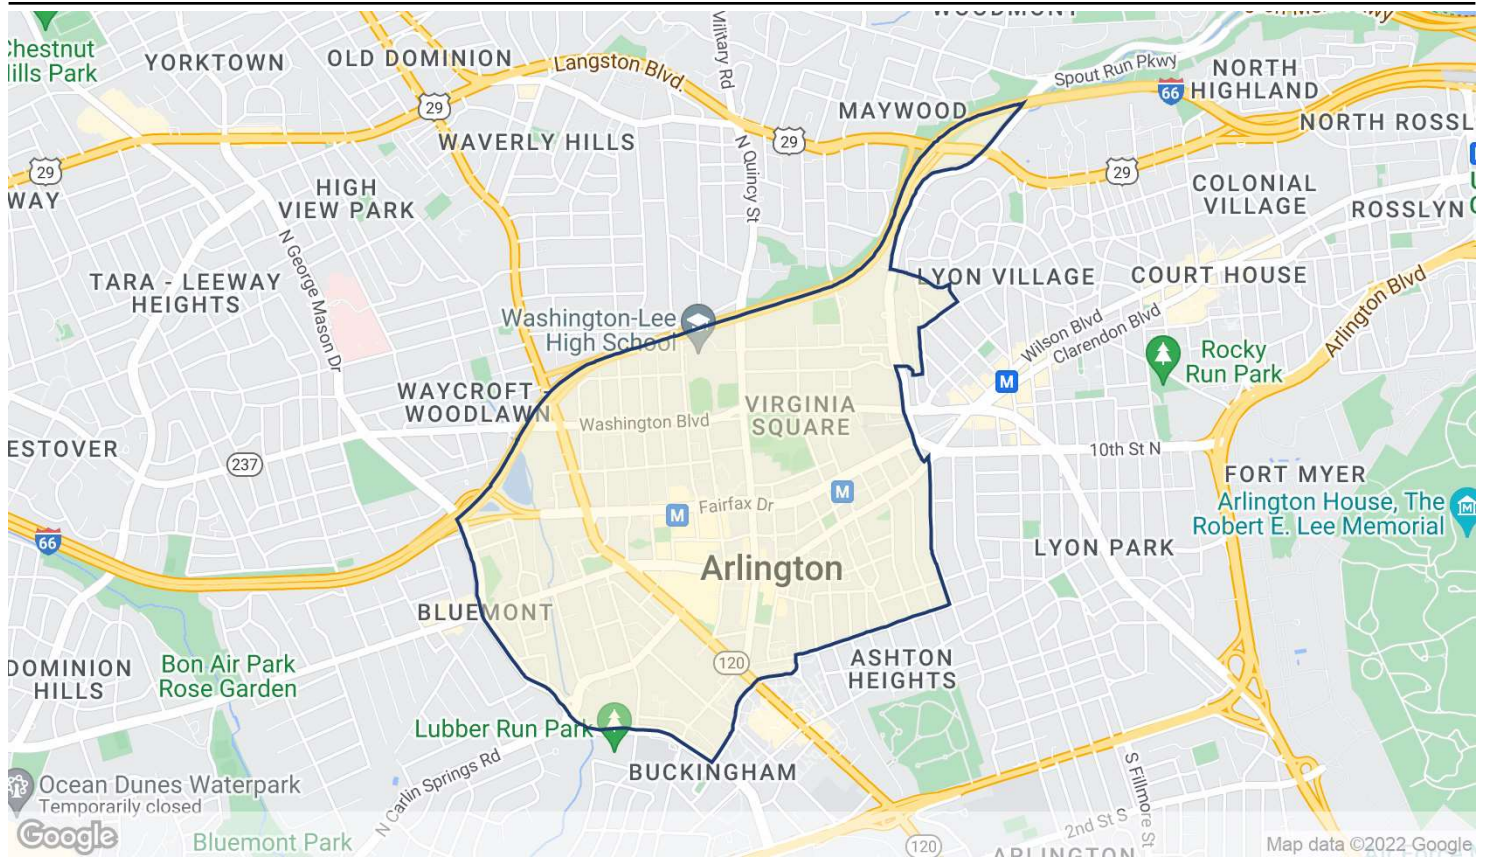 Chestnut
Hills Park
YORKTOWN
OLD DOMINION
Langston Blvd.
Military Rd
WOODMONT
Spout Run Pkwy
66
NORTH
HIGHLAND
MAYWOOD
29
WAVERLY HILLS
29
29
NORTH ROSSL
29
WAY
HIGH
VIEW PARK
N Quincy St
COLONIAL
VILLAGE
ROSSLYN
N George Mason Dr
TARA - LEEWAY
HEIGHTS
LYON VILLAGE
COURT HOUSE
Arlington Blvd
Washington-Lee
High School
Wilson Blvd
Clarendon Blvd
Rocky
Run Park
M
WAYCROFT -
WOODLAWN
Washington Blvd
VIRGINIA
SQUARE
ESTOVER
237
10th St N
FORT MYER
Arlington House, The
Robert E. Lee Memorial
M
Fairfax Dr
M
66
Arlington
LYON PARK
BLUEMONT
DOMINION
HILLS
Bon Air Park
Rose Garden
120
ASHTON
HEIGHTS
Lubber Run Park
BUCKINGHAM
N Carlin Springs Rd
S Fillmore St
Ocean Dunes Waterpark
Temporarily closed
2nd St S
Google
Bluemont Park
120
ARLINGTON
Map data ©2022 Google